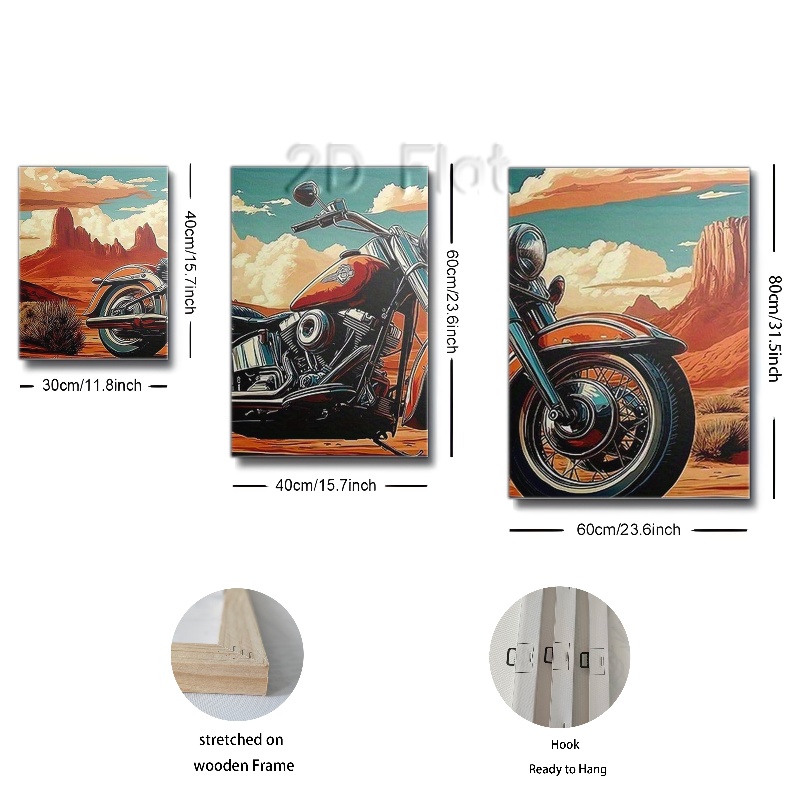 2D Flat
40cm/15.7inch
30cm/11.8inch
60cm/23.6inch
40cm/15.7inch
80cm/31.5inch
60cm/23.6inch
stretched on
wooden Frame
Hook
Ready to Hang